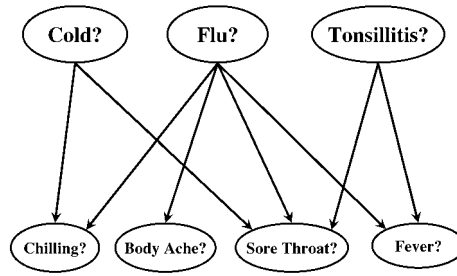 Cold?
Flu?
Tonsillitis?
Chilling?
Body Ache?
Sore Throat?
Fever?